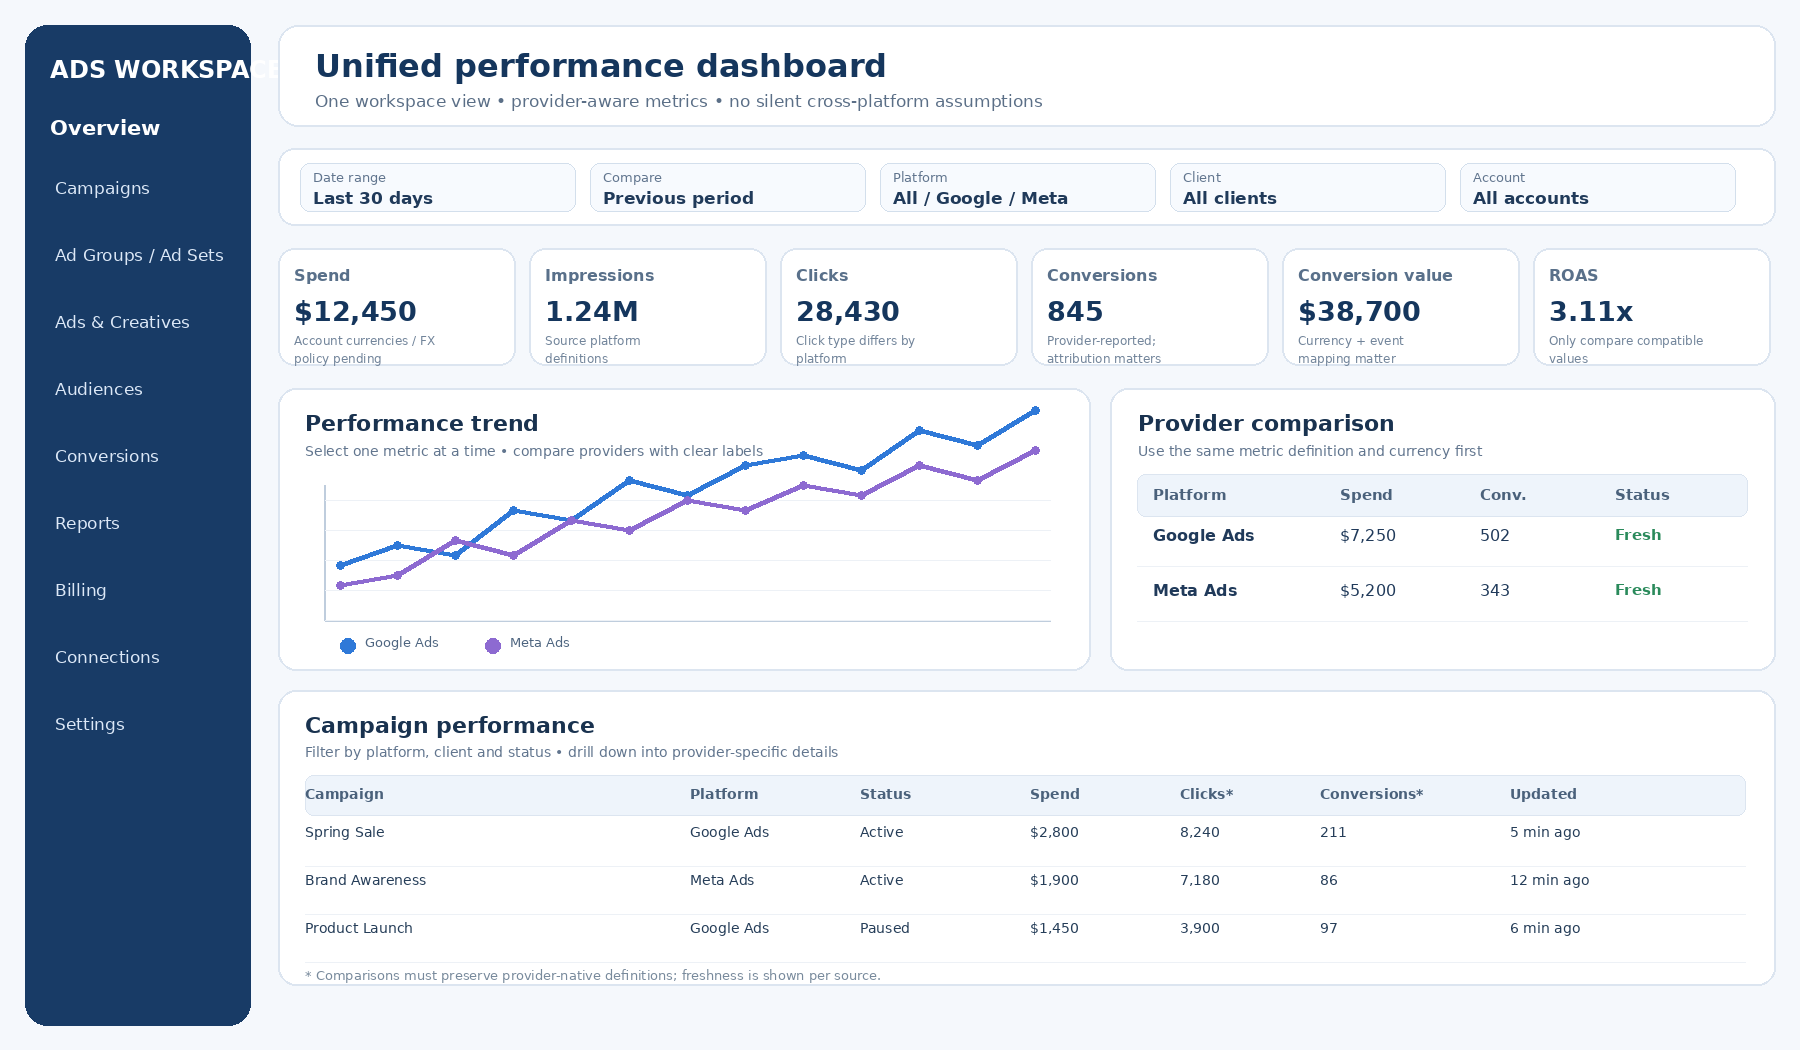 ADS WORKSPACE
Overview
Campaigns
Ad Groups / Ad Sets
Ads & Creatives
Audiences
Conversions
Reports
Billing
Connections
Settings
Unified performance dashboard
One workspace view • provider-aware metrics • no silent cross-platform assumptions
Date range
Last 30 days
Compare
Previous period
Platform
All / Google / Meta
Client
All clients
Account
All accounts
Spend
$12,450
Account currencies / FX
policy pending
Impressions
1.24M
Source platform
definitions
Clicks
28,430
Click type differs by
platform
Conversions
845
Provider-reported;
attribution matters
Conversion value
$38,700
Currency + event
mapping matter
ROAS
3.11x
Only compare compatible
values
Performance trend
Select one metric at a time • compare providers with clear labels
Google Ads Meta Ads
Provider comparison
Use the same metric definition and currency first
Platform Spend Conv. Status
Google Ads $7,250 502 Fresh
Meta Ads $5,200 343 Fresh
Campaign performance
Filter by platform, client and status • drill down into provider-specific details
Campaign Platform Status Spend Clicks* Conversions* Updated
Spring Sale Google Ads Active $2,800 8,240 211 5 min ago
Brand Awareness Meta Ads Active $1,900 7,180 86 12 min ago
Product Launch Google Ads Paused $1,450 3,900 97 6 min ago
* Comparisons must preserve provider-native definitions; freshness is shown per source.